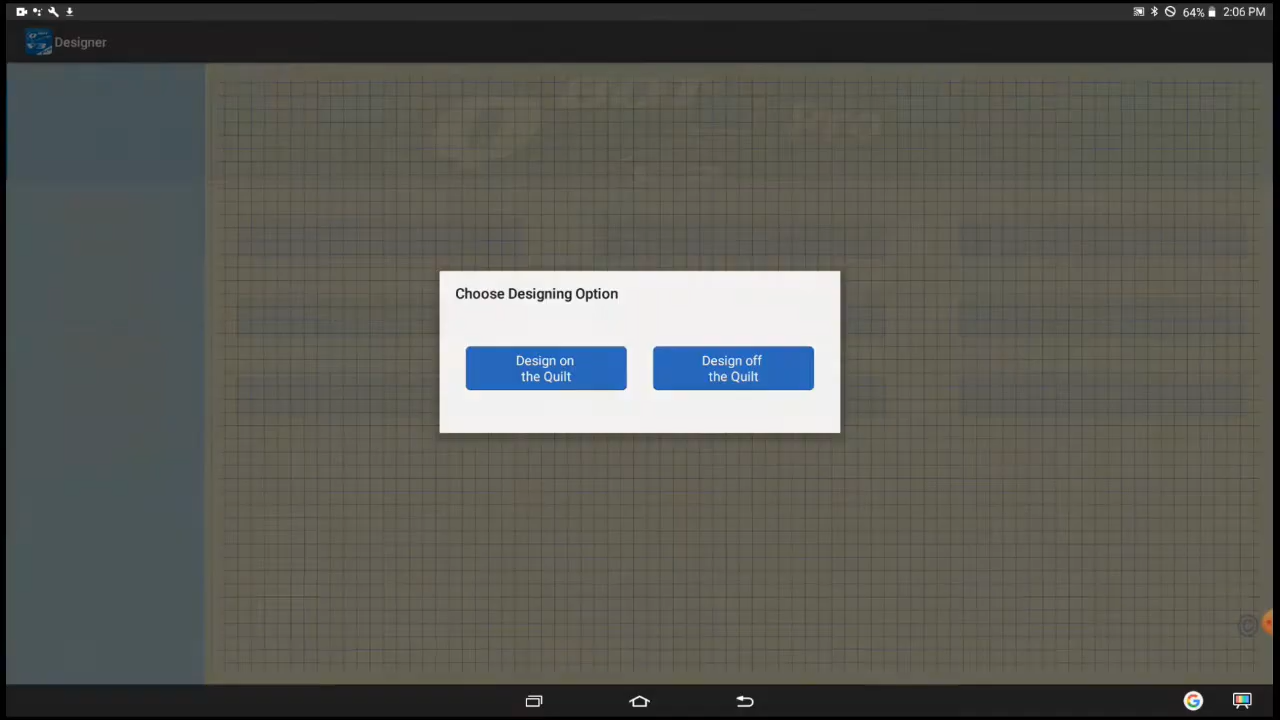 64% 2:06 PM
Designer
Choose Designing Option
Design on
the Quilt
Design off
the Quilt